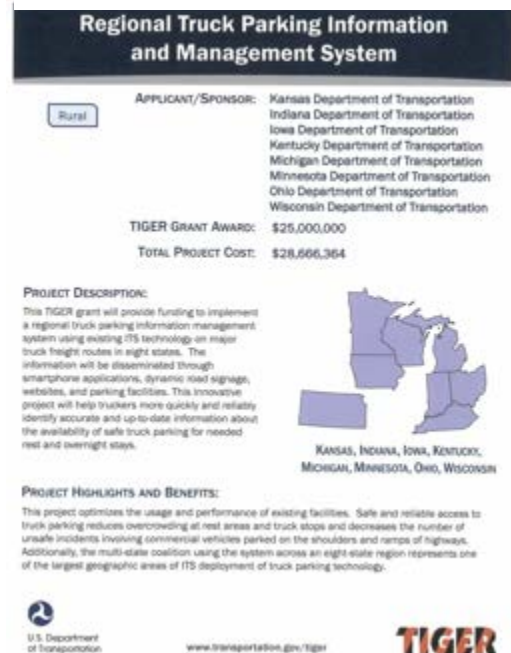 Regional Truck Parking Information
and Management System
Rural
APPLICANT/SPONSOR: Kansas Department of Transportation
Indiana Department of Transportation
Iowa Department of Transportation
Kentucky Department of Transportation
Michigan Department of Transportation
Minnesota Department of Transportation
Ohio Department of Transportation
Wisconsin Department of Transportation
TIGER GRANT AWARD: $25,000,000
TOTAL PROJECT COST: $28,666,364
PROJECT DESCRIPTION:
This TIGER grant will provide funding to implement
a regional truck parking information management
system using existing ITS technology on major
truck freight routes in eight states. The
information will be disseminated through
smartphone applications, dynamic road signage,
websites, and parking facilities. This innovative
project will help truckers more quickly and reliably
identify accurate and up-to-date information about
the availability of safe truck parking for needed
rest and overnight stays.
KANSAS, INDIANA, IOWA, KENTUCKY,
MICHIGAN, MINNESOTA, OHIO, WISCONSIN
PROJECT HIGHLIGHTS AND BENEFITS:
This project optimizes the usage and performance of existing facilities. Safe and reliable access to
truck parking reduces overcrowding at rest areas and truck stops and decreases the number of
unsafe incidents involving commercial vehicles parked on the shoulders and ramps of highways.
Additionally, the multi-state coalition using the system across an eight-state region represents one
of the largest geographic areas of ITS deployment of truck parking technology.
U.S. Department
of Transportation
www.transportation.gov/tiger
TIGER